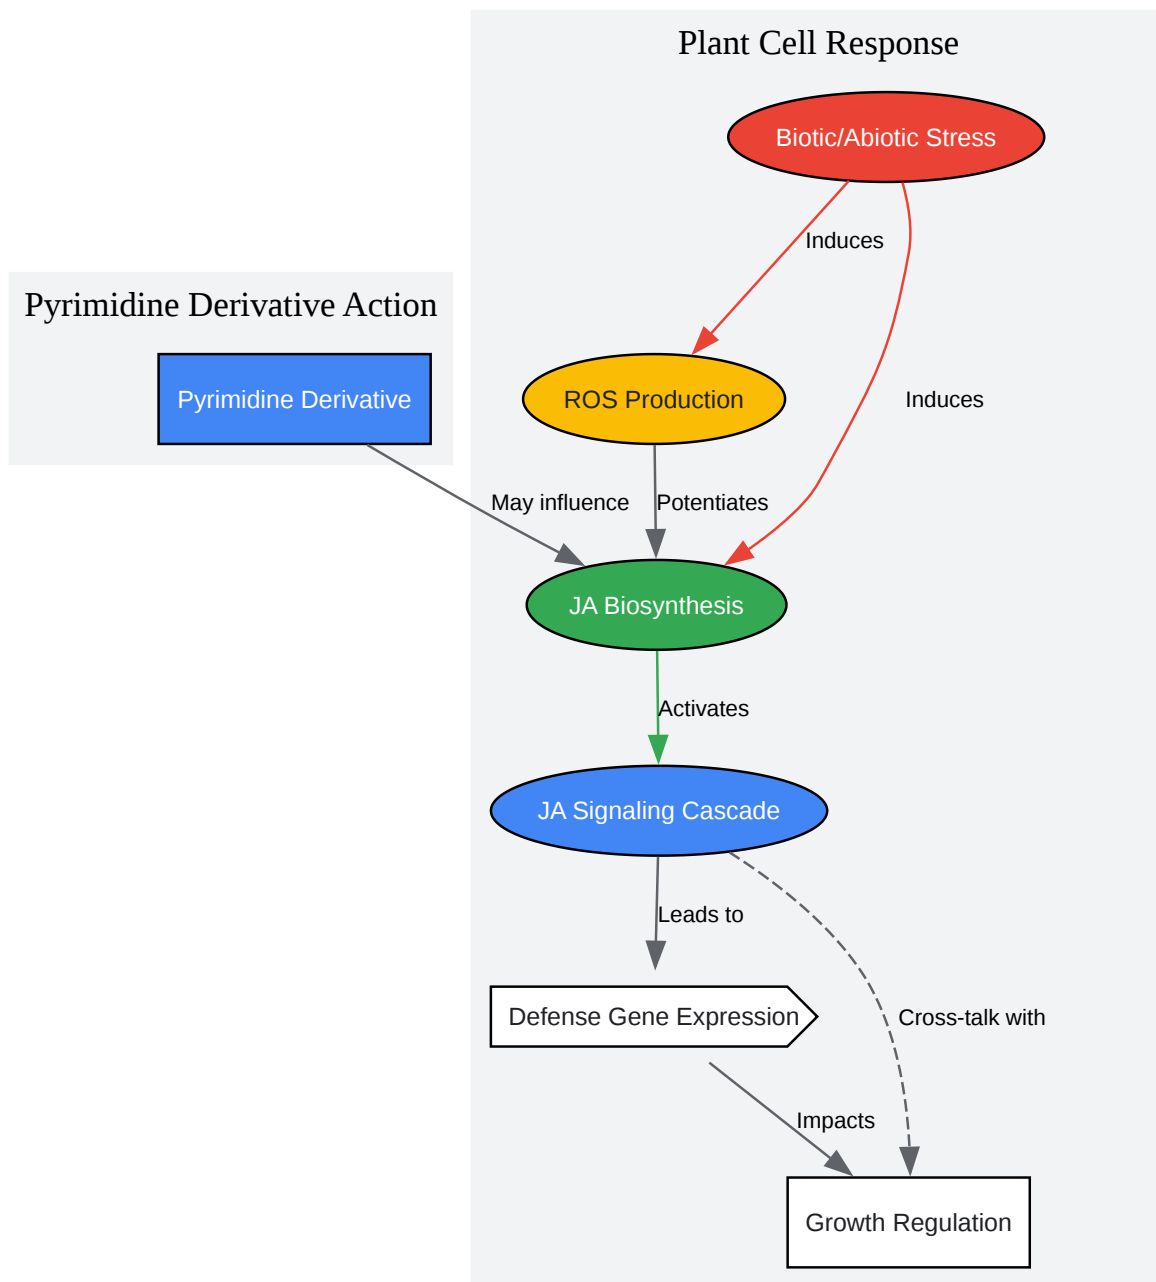 Plant Cell Response
Biotic/Abiotic Stress
Induces
Pyrimidine Derivative Action
Pyrimidine Derivative
ROS Production
Induces
May influence
Potentiates
JA Biosynthesis
Activates
JA Signaling Cascade
Leads to
Defense Gene Expression
Cross-talk with
Impacts
Growth Regulation